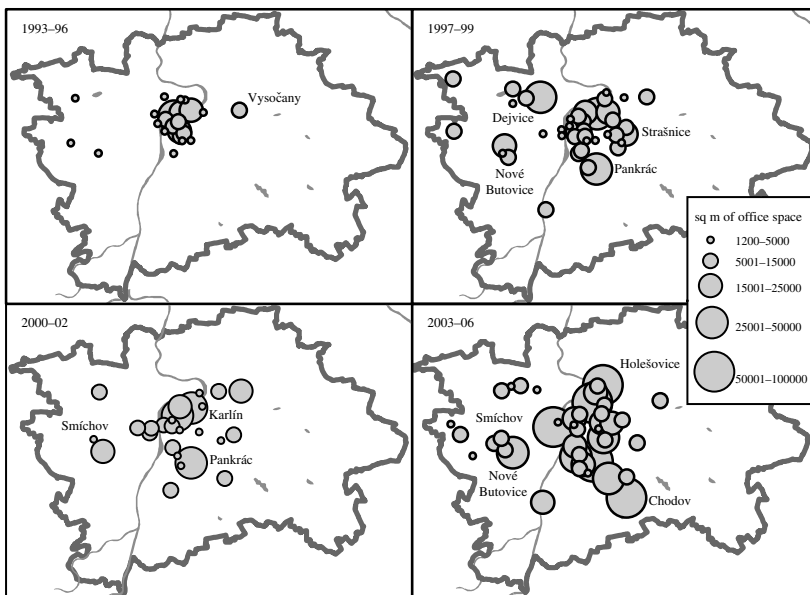 1993–96
Vysočany
1997–99
Dejvice
Strašnice
Nové
Butovice
Pankrác
sq m of office space
1200–5000
5001–15000
15001–25000
25001–50000
50001–100000
2000–02
Smíchov
Karlín
Pankrác
2003–06
Holešovice
Smíchov
Nové
Butovice
Chodov